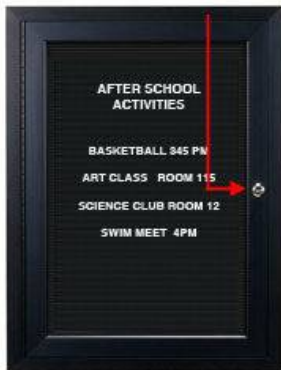 AFTER SCHOOL
ACTIVITIES
BASKETBALL 345 PM
ART CLASS ROOM 115
SCIENCE CLUB ROOM 12
SWIM MEET 4PM